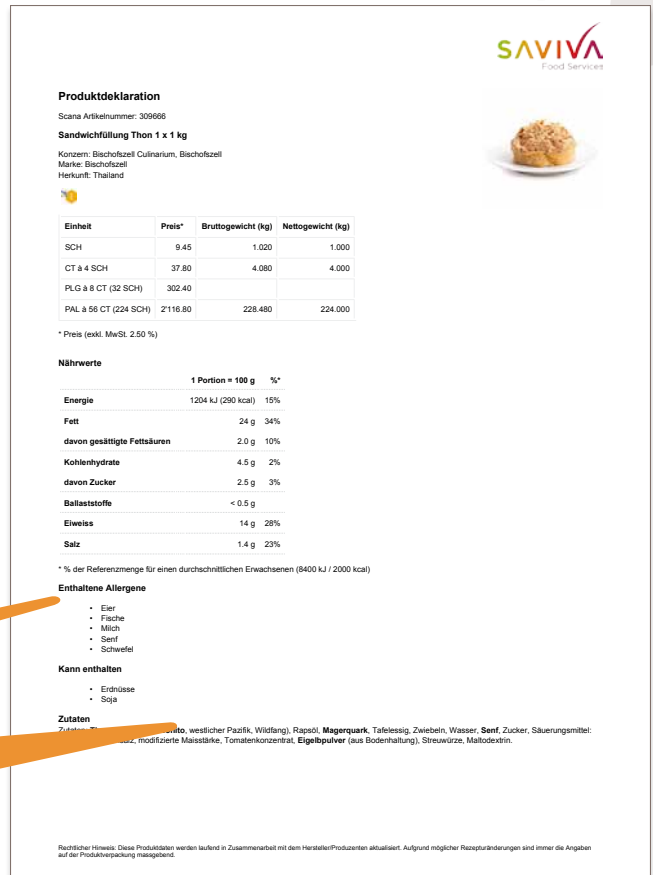 SAVIVA
Food Services
Produktdeklaration
Scana Artikelnummer: 309666
Sandwichfüllung Thon 1 x 1 kg
Konzern: Bischofszell Culinarium, Bischofszell
Marke: Bischofszell
Herkunft: Thailand
Einheit Preis* Bruttogewicht (kg) Nettogewicht (kg)
SCH 9.45 1.020 1.000
CT à 4 SCH 37.80 4.080 4.000
PLG à 8 CT (32 SCH) 302.40
PAL à 56 CT (224 SCH) 2'116.80 228.480 224.000
* Preis (exkl. MwSt. 2.50 %)
Nährwerte
1 Portion = 100 g %*
Energie 1204 kJ (290 kcal) 15%
Fett 24 g 34%
davon gesättigte Fettsäuren 2.0 g 10%
Kohlenhydrate 4.5 g 2%
davon Zucker 2.5 g 3%
Ballaststoffe < 0.5 g
Eiweiss 14 g 28%
Salz 1.4 g 23%
* % der Referenzmenge für einen durchschnittlichen Erwachsenen (8400 kJ / 2000 kcal)
Enthaltene Allergene
• Eier
• Fische
• Milch
• Senf
• Schwefel
Kann enthalten
• Erdnüsse
• Soja
Zutaten
westlicher Pazifik, Wildfang), Rapsöl, Magerquark, Tafelessig, Zwiebeln, Wasser, Senf, Zucker, Säuerungsmittel:
modifizierte Maisstärke, Tomatenkonzentrat, Eigelbpulver (aus Bodenhaltung), Streuwürze, Maltodextrin.
Rechtlicher Hinweis: Diese Produktdaten werden laufend in Zusammenarbeit mit dem Hersteller/Produzenten aktualisiert. Aufgrund möglicher Rezepturänderungen sind immer die Angaben
auf der Produktverpackung massgebend.